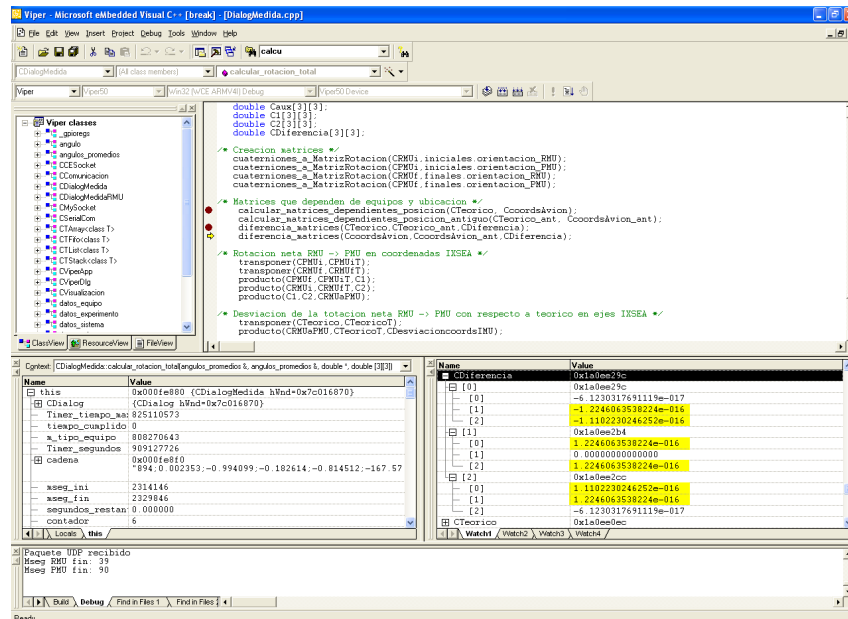 Viper - Microsoft eMbedded Visual C++ [break] - [DialogMedida.cpp]
File Edit View Insert Project Debug Tools Window Help
calcu
CDialogMedida (All class members) calcular_rotacion_total
Viper Viper50 Win32 (WCE ARMV4I) Debug Viper50 Device
Viper classes
_gpioregs
angulo
angulos_promedios
CCESocket
CComunicacion
CDialogMedida
CDialogMedidaRMU
CMySocket
CSerialCom
CTArray<class T>
CTFifo<class T>
CTList<class T>
CTStack<class T>
CViperApp
CViperDlg
CVisualizacion
datos_equipo
datos_experimento
datos_sistema
ClassView ResourceView FileView
double Caux[3][3];
double C1[3][3];
double C2[3][3];
double CDiferencia[3][3];
/* Creacion matrices */
cuaterniones_a_MatrizRotacion(CRMUi,iniciales.orientacion_RMU);
cuaterniones_a_MatrizRotacion(CPMUi,iniciales.orientacion_PMU);
cuaterniones_a_MatrizRotacion(CRMUf,finales.orientacion_RMU);
cuaterniones_a_MatrizRotacion(CPMUf,finales.orientacion_PMU);
/* Matrices que dependen de equipos y ubicacion */
calcular_matrices_dependientes_posicion(CTeorico, CcoordsAvion);
calcular_matrices_dependientes_posicion_antiguo(CTeorico_ant, CcoordsAvion_ant);
diferencia_matrices(CTeorico,CTeorico_ant,CDiferencia);
diferencia_matrices(CcoordsAvion,CcoordsAvion_ant,CDiferencia);
/* Rotacion neta RMU -> PMU en coordenadas IXSEA */
transponer(CPMUi,CPMUiT);
transponer(CRMUf,CRMUfT);
producto(CPMUf,CPMUiT,C1);
producto(CRMUi,CRMUfT,C2);
producto(C1,C2,CRMUaPMU);
/* Desviacion de la totacion neta RMU -> PMU con respecto a teorico en ejes IXSEA */
transponer(CTeorico,CTeoricoT);
producto(CRMUaPMU,CTeoricoT,CDesviacioncoordsIMU);
Context: CDialogMedida::calcular_rotacion_total(angulos_promedios &, angulos_promedios &, double *, double [3][3])
Name Value
this 0x000fe880 {CDialogMedida hWnd=0x7c016870}
CDialog {CDialog hWnd=0x7c016870}
Timer_tiempo_ma: 825110573
tiempo_cumplido 0
m_tipo_equipo 808270643
Timer_segundos 909127726
cadena 0x000fe8f0
"894;0.002353;-0.994099;-0.182614;-0.814512;-167.57
mseg_ini 2314146
mseg_fin 2329846
segundos_restan 0.000000
contador 6
Locals this
Name Value
CDiferencia 0x1a0ee29c
[0] 0x1a0ee29c
[0] -6.1230317691119e-017
[1] -1.2246063538224e-016
[2] -1.1102230246252e-016
[1] 0x1a0ee2b4
[0] 1.2246063538224e-016
[1] 0.00000000000000
[2] 1.2246063538224e-016
[2] 0x1a0ee2cc
[0] 1.1102230246252e-016
[1] 1.2246063538224e-016
[2] -6.1230317691119e-017
CTeorico 0x1a0ee0ec
Watch1 Watch2 Watch3 Watch4
Paquete UDP recibido
Mseg RMU fin: 39
Mseg PMU fin: 90
Build Debug Find in Files 1 Find in Files
Ready